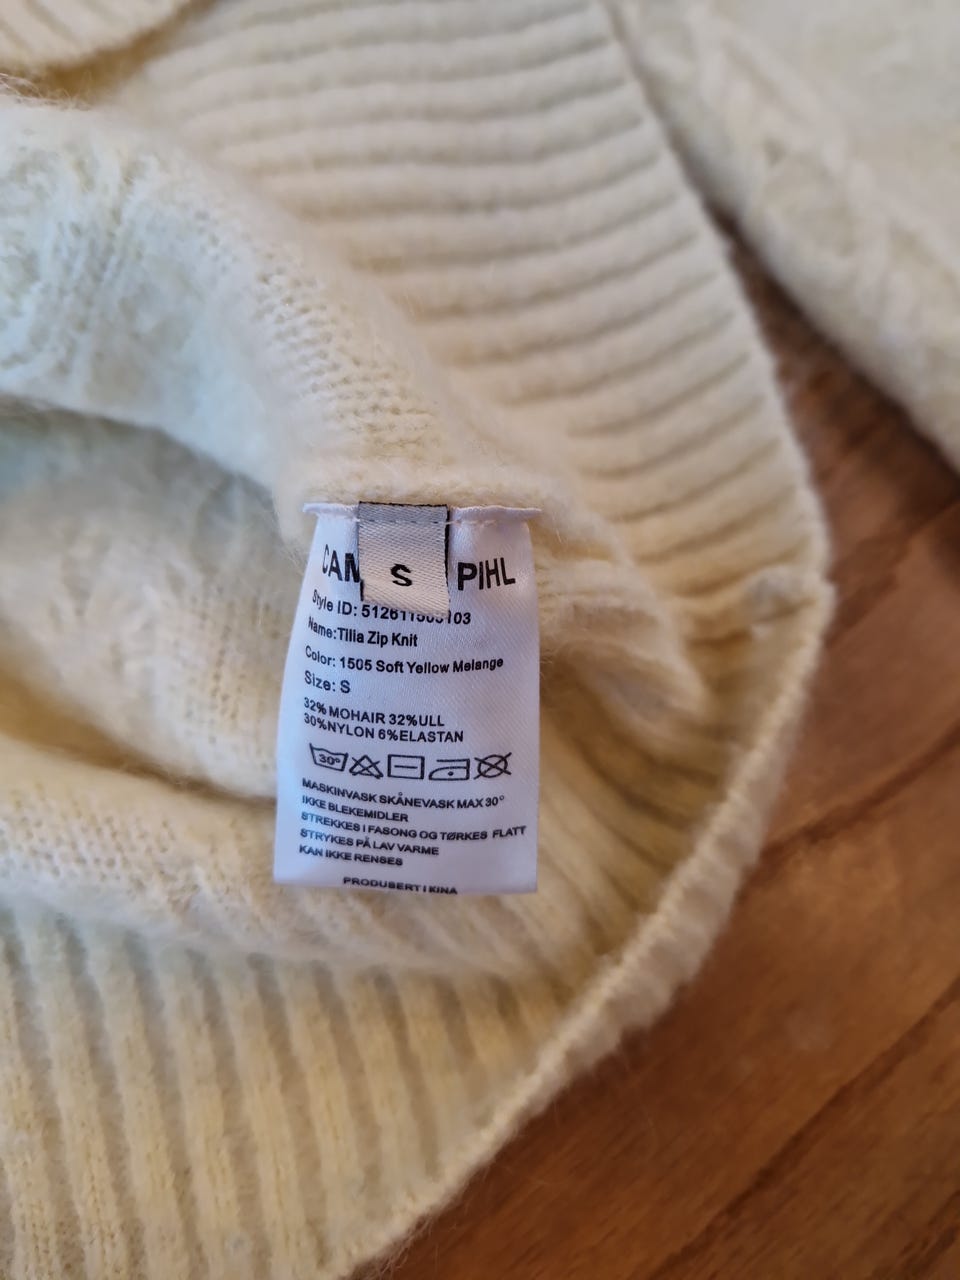 CAM S PIHL
Style ID:
Name:Tilia Zip Knit
Color: 1505 Soft Yellow Melange
Size: S
32% MOHAIR 32%ULL
30%NYLON 6%ELASTAN
30°
MASKINVASK SKÅNEVASK MAX 30°
IKKE BLEKEMIDLER
STREKKES I FASONG OG TØRKES FLATT
STRYKES PÅ LAV VARME
KAN IKKE RENSES
PRODUSERT I KINA